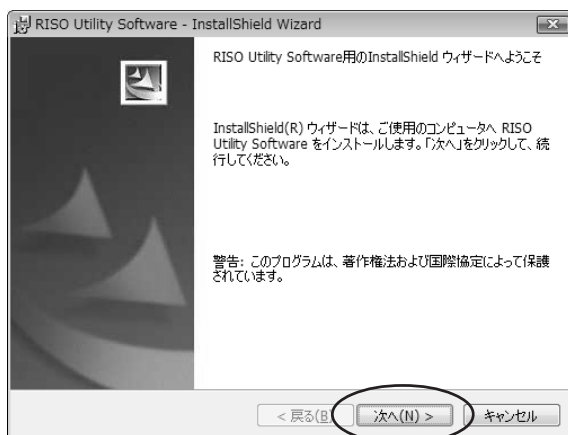 RISO Utility Software - InstallShield Wizard
RISO Utility Software用のInstallShield ウィザードへようこそ
InstallShield(R) ウィザードは、ご使用のコンピュータへ RISO
Utility Software をインストールします。「次へ」をクリックして、続
行してください。
警告: このプログラムは、著作権法および国際協定によって保護
されています。
< 戻る(B)
次へ(N) >
キャンセル